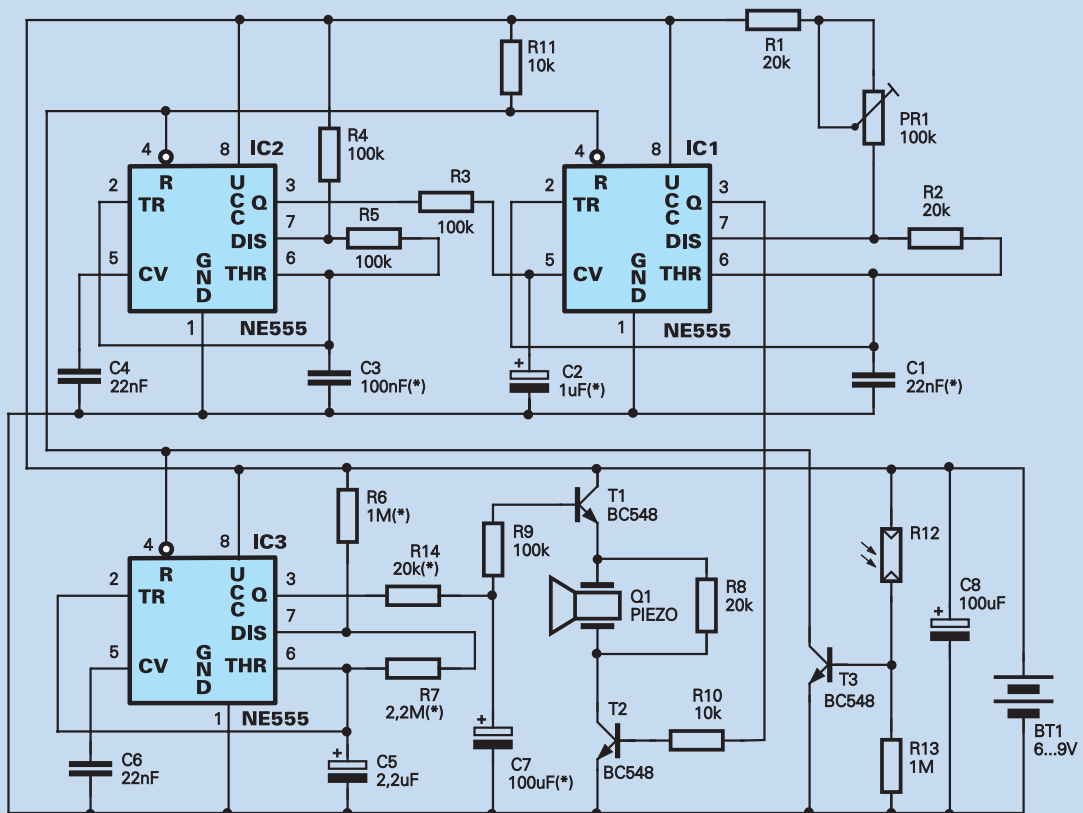 R11
10k
R1
20k
PR1
100k
4
8
IC2
R4
100k
4
8
IC1
2
R
U
C
C
3
TR
Q
R3
100k
7
DIS
R5
100k
5
CV
G
N
D
THR
6
1
NE555
2
R
U
C
C
3
TR
Q
7
DIS
R2
20k
5
CV
G
N
D
THR
6
1
NE555
C4
22nF
C3
100nF(*)
+
C2
1uF(*)
C1
22nF(*)
4
8
IC3
R6
1M(*)
R14
20k(*)
R9
100k
T1
BC548
R12
2
R
U
C
C
3
TR
Q
7
DIS
5
CV
G
N
D
THR
6
R7
2,2M(*)
1
NE555
Q1
PIEZO
R8
20k
+
C8
100uF
T3
BC548
T2
BC548
R10
10k
R13
1M
BT1
6...9V
C6
22nF
+
C5
2,2uF
+
C7
100uF(*)